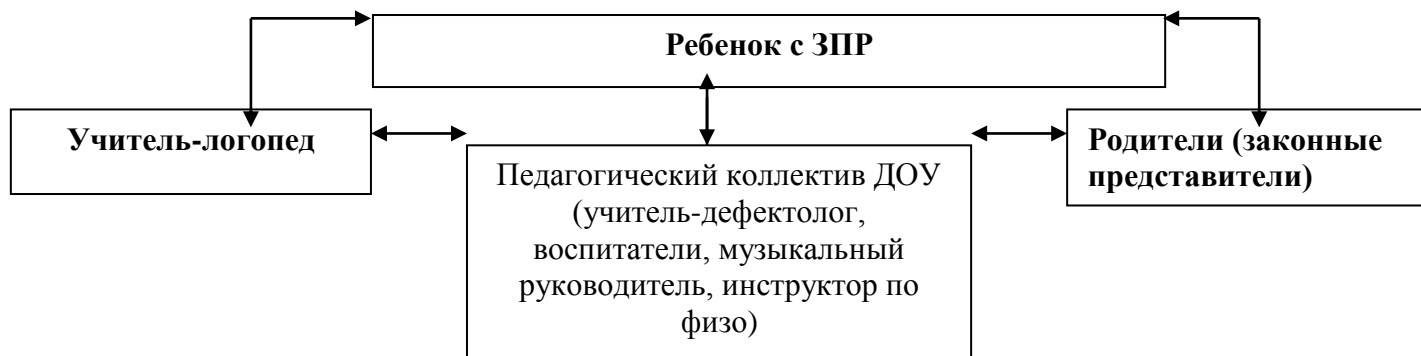 Ребенок с ЗПР
Учитель-логопед
Педагогический коллектив ДОУ
(учитель-дефектолог,
воспитатели, музыкальный
руководитель, инструктор по
физо)
Родители (законные
представители)